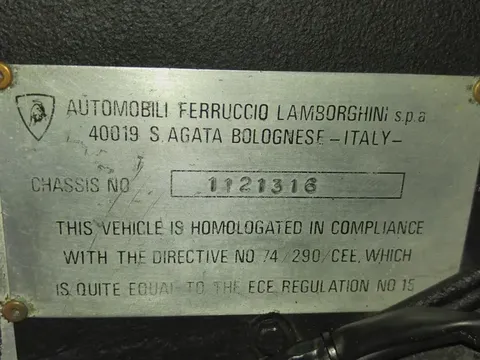 AUTOMOBILI FERRUCCIO LAMBORGHINI s.p.a
40019 S.AGATA BOLOGNESE - ITALY -
CHASSIS NO 1121316
THIS VEHICLE IS HOMOLOGATED IN COMPLIANCE
WITH THE DIRECTIVE NO 74/290/CEE, WHICH
IS QUITE EQUAL TO THE ECE REGULATION NO 15